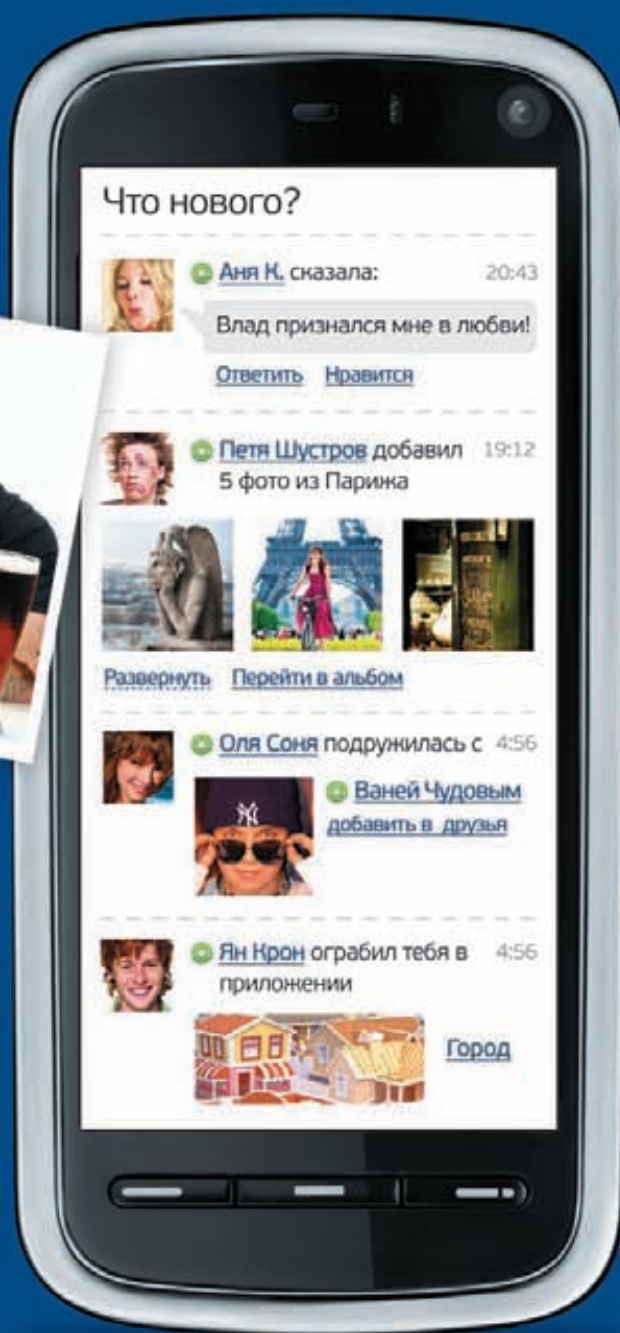 Что нового?
Аня К. сказала: 20:43
Влад признался мне в любви!
Ответить Нравится
Петя Шустров добавил 19:12
5 фото из Парижа
Развернуть Перейти в альбом
Оля Соня подружилась с 4:56
Ваней Чудовым
добавить в друзья
Ян Крон ограбил тебя в 4:56
приложении
Город